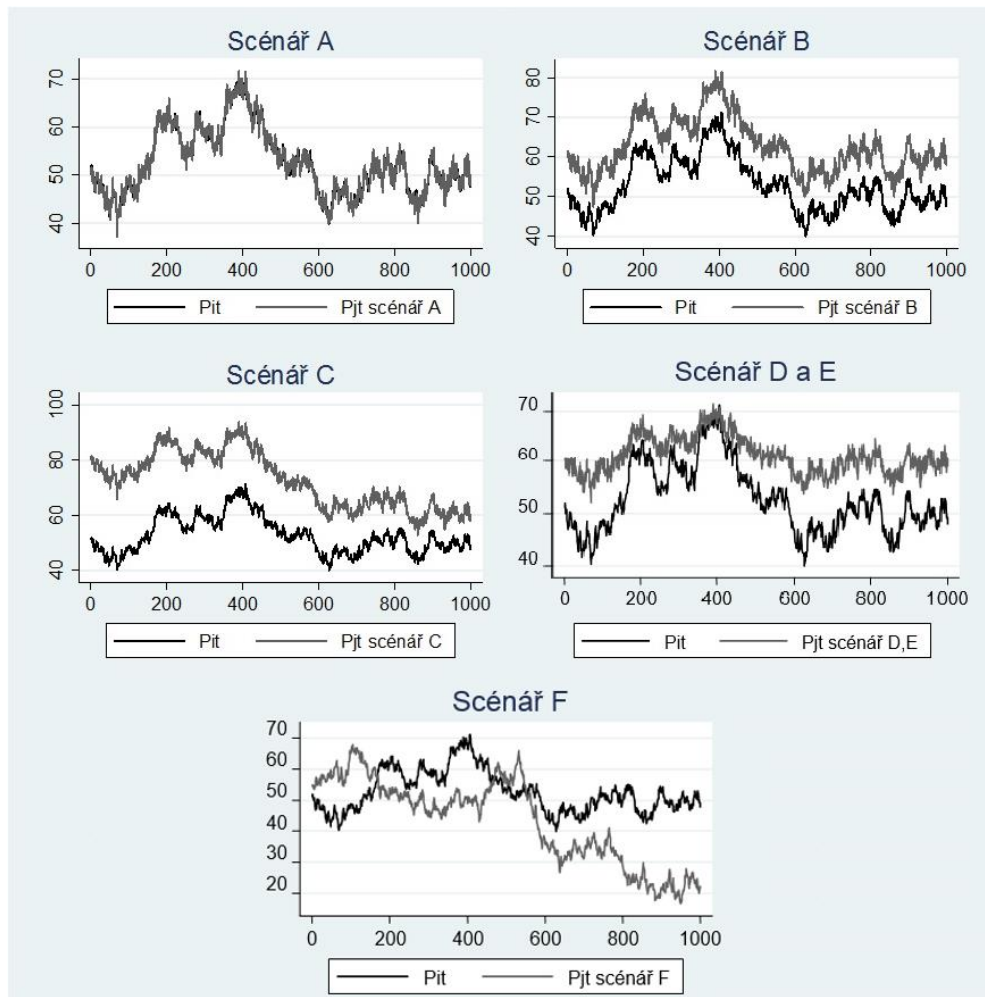 Scénář A
70
60
50
40
0 200 400 600 800 1000
Pit Pjt scénář A
Scénář B
80
70
60
50
40
0 200 400 600 800 1000
Pit Pjt scénář B
Scénář C
100
80
60
40
0 200 400 600 800 1000
Pit Pjt scénář C
Scénář D a E
70
60
50
40
0 200 400 600 800 1000
Pit Pjt scénář D,E
Scénář F
70
60
50
40
30
20
0 200 400 600 800 1000
Pit Pjt scénář F